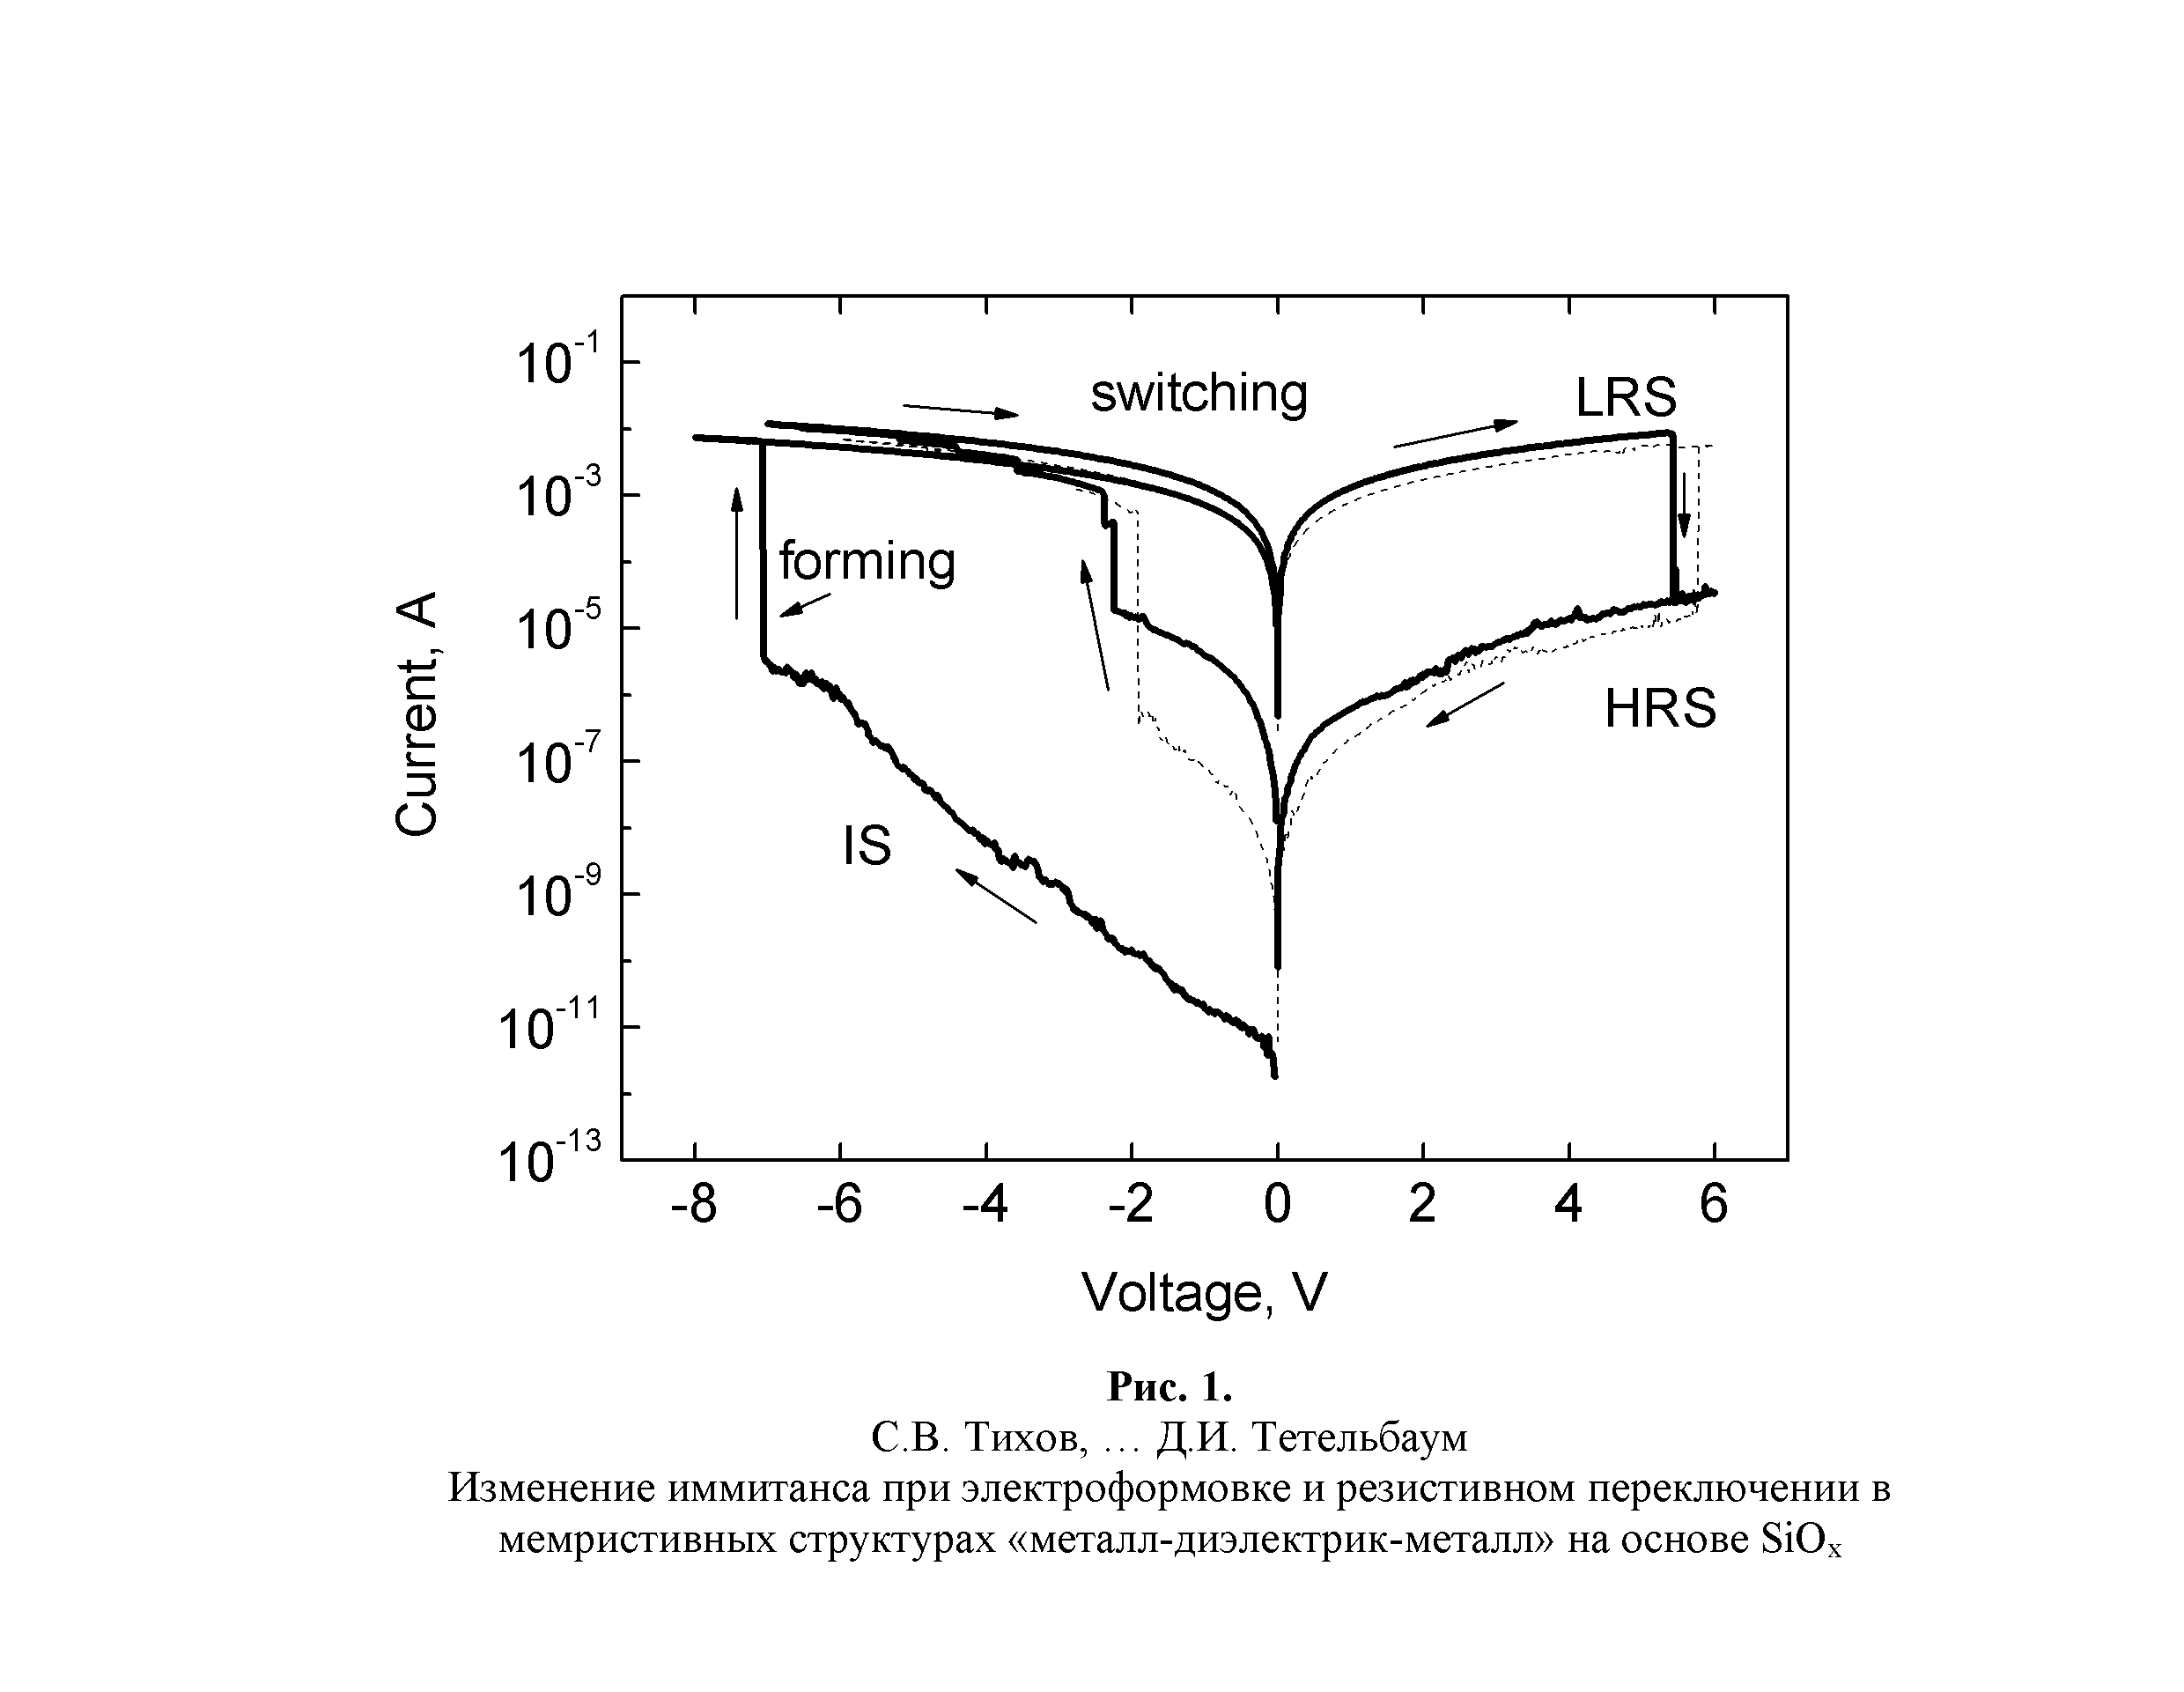 10⁻¹
10⁻³
10⁻⁵
10⁻⁷
10⁻⁹
10⁻¹¹
10⁻¹³
Current, A
switching
LRS
forming
HRS
IS
-8 -6 -4 -2 0 2 4 6
Voltage, V
Рис. 1.
С.В. Тихов, … Д.И. Тетельбаум
Изменение иммитанса при электроформовке и резистивном переключении в
мемристивных структурах «металл-диэлектрик-металл» на основе SiOₓ